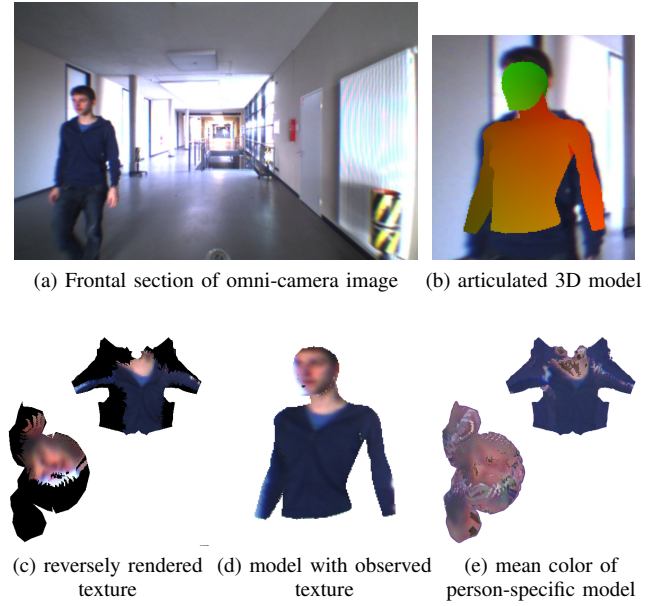 (a) Frontal section of omni-camera image
(b) articulated 3D model
(c) reversely rendered
texture
(d) model with observed
texture
(e) mean color of
person-specific model